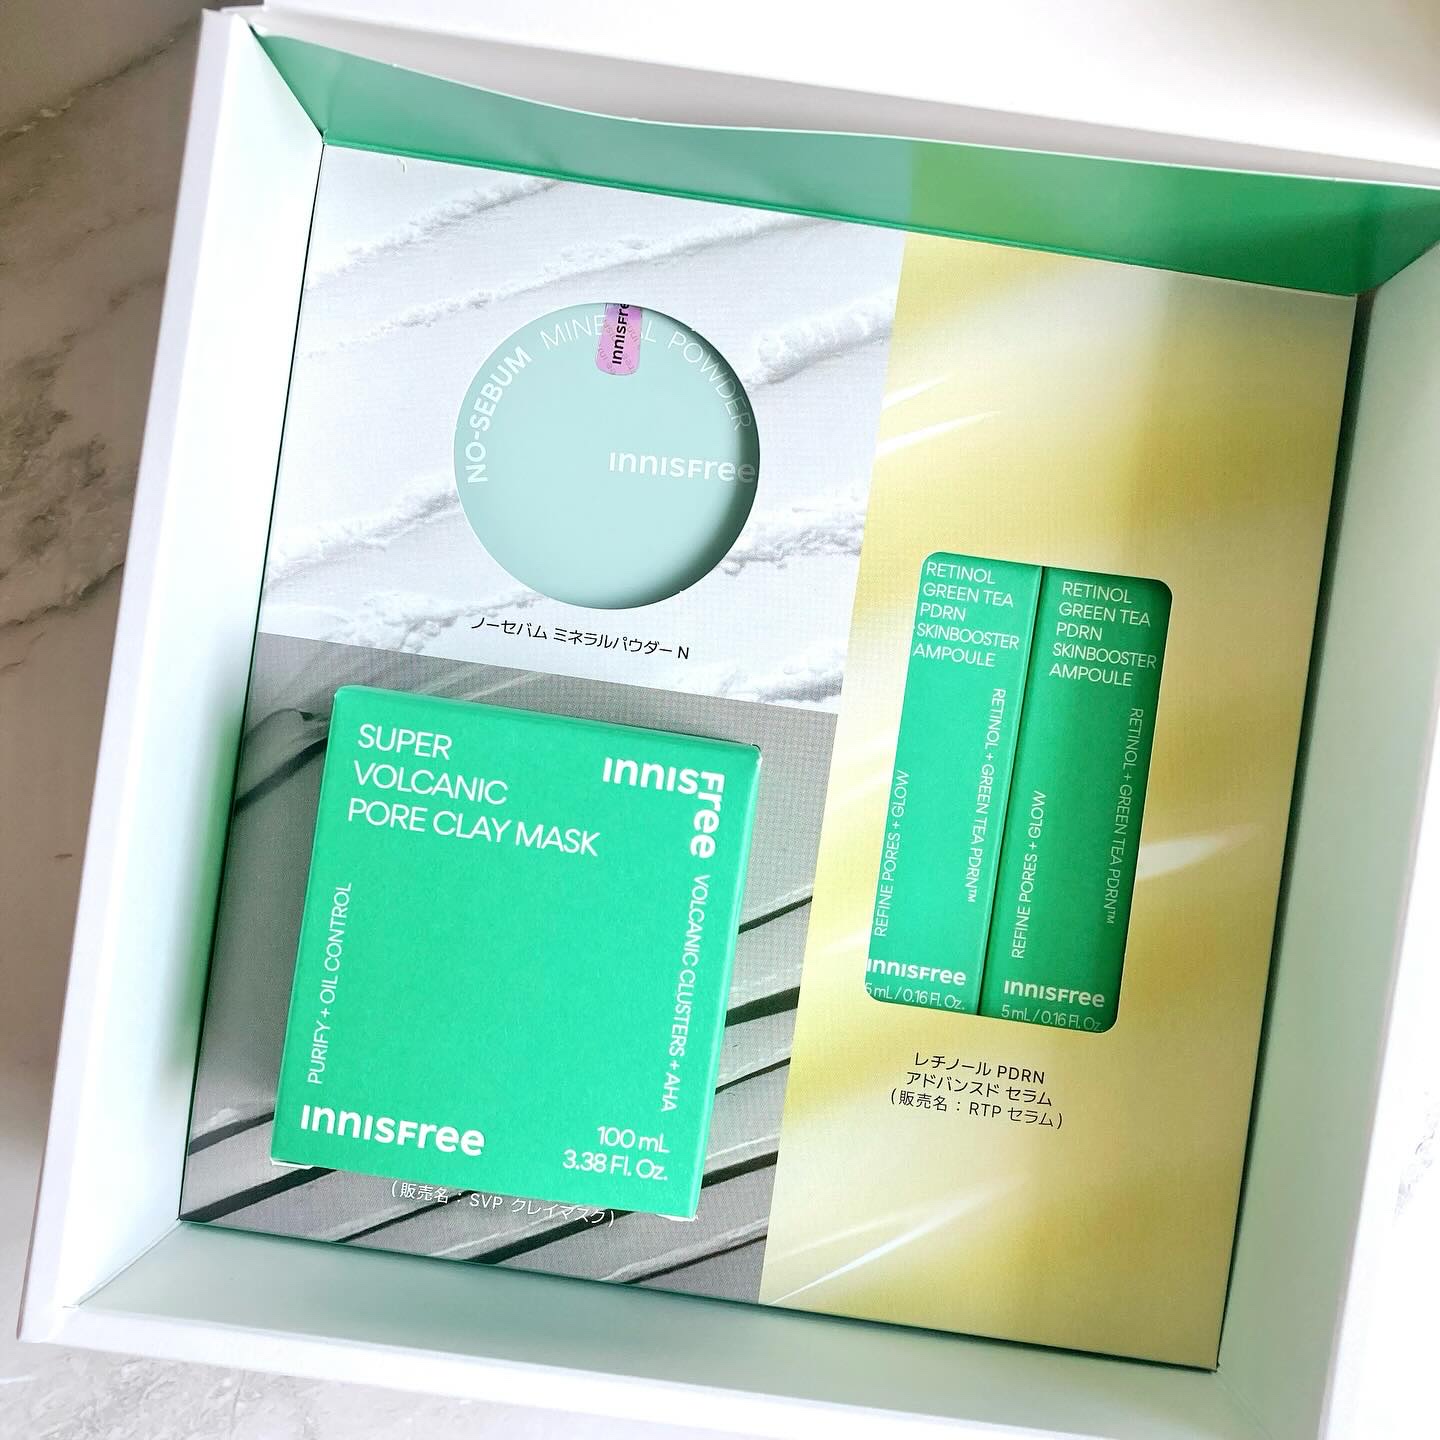 NO-SEBUM MINERAL POWDER
innisfree
innisfree
ノーセバム ミネラルパウダー N
SUPER
VOLCANIC
PORE CLAY MASK
innisfree
VOLCANIC CLUSTERS + AHA
PURIFY + OIL CONTROL
innisfree
100 mL
3.38 Fl. Oz.
(販売名：SVP クレイマスク)
RETINOL
GREEN TEA
PDRN
SKINBOOSTER
AMPOULE
RETINOL + GREEN TEA PDRN™
REFINE PORES + GLOW
innisfree
5 mL / 0.16 Fl. Oz.
RETINOL
GREEN TEA
PDRN
SKINBOOSTER
AMPOULE
RETINOL + GREEN TEA PDRN™
REFINE PORES + GLOW
innisfree
5 mL / 0.16 Fl. Oz.
レチノール PDRN
アドバンスド セラム
(販売名：RTP セラム)